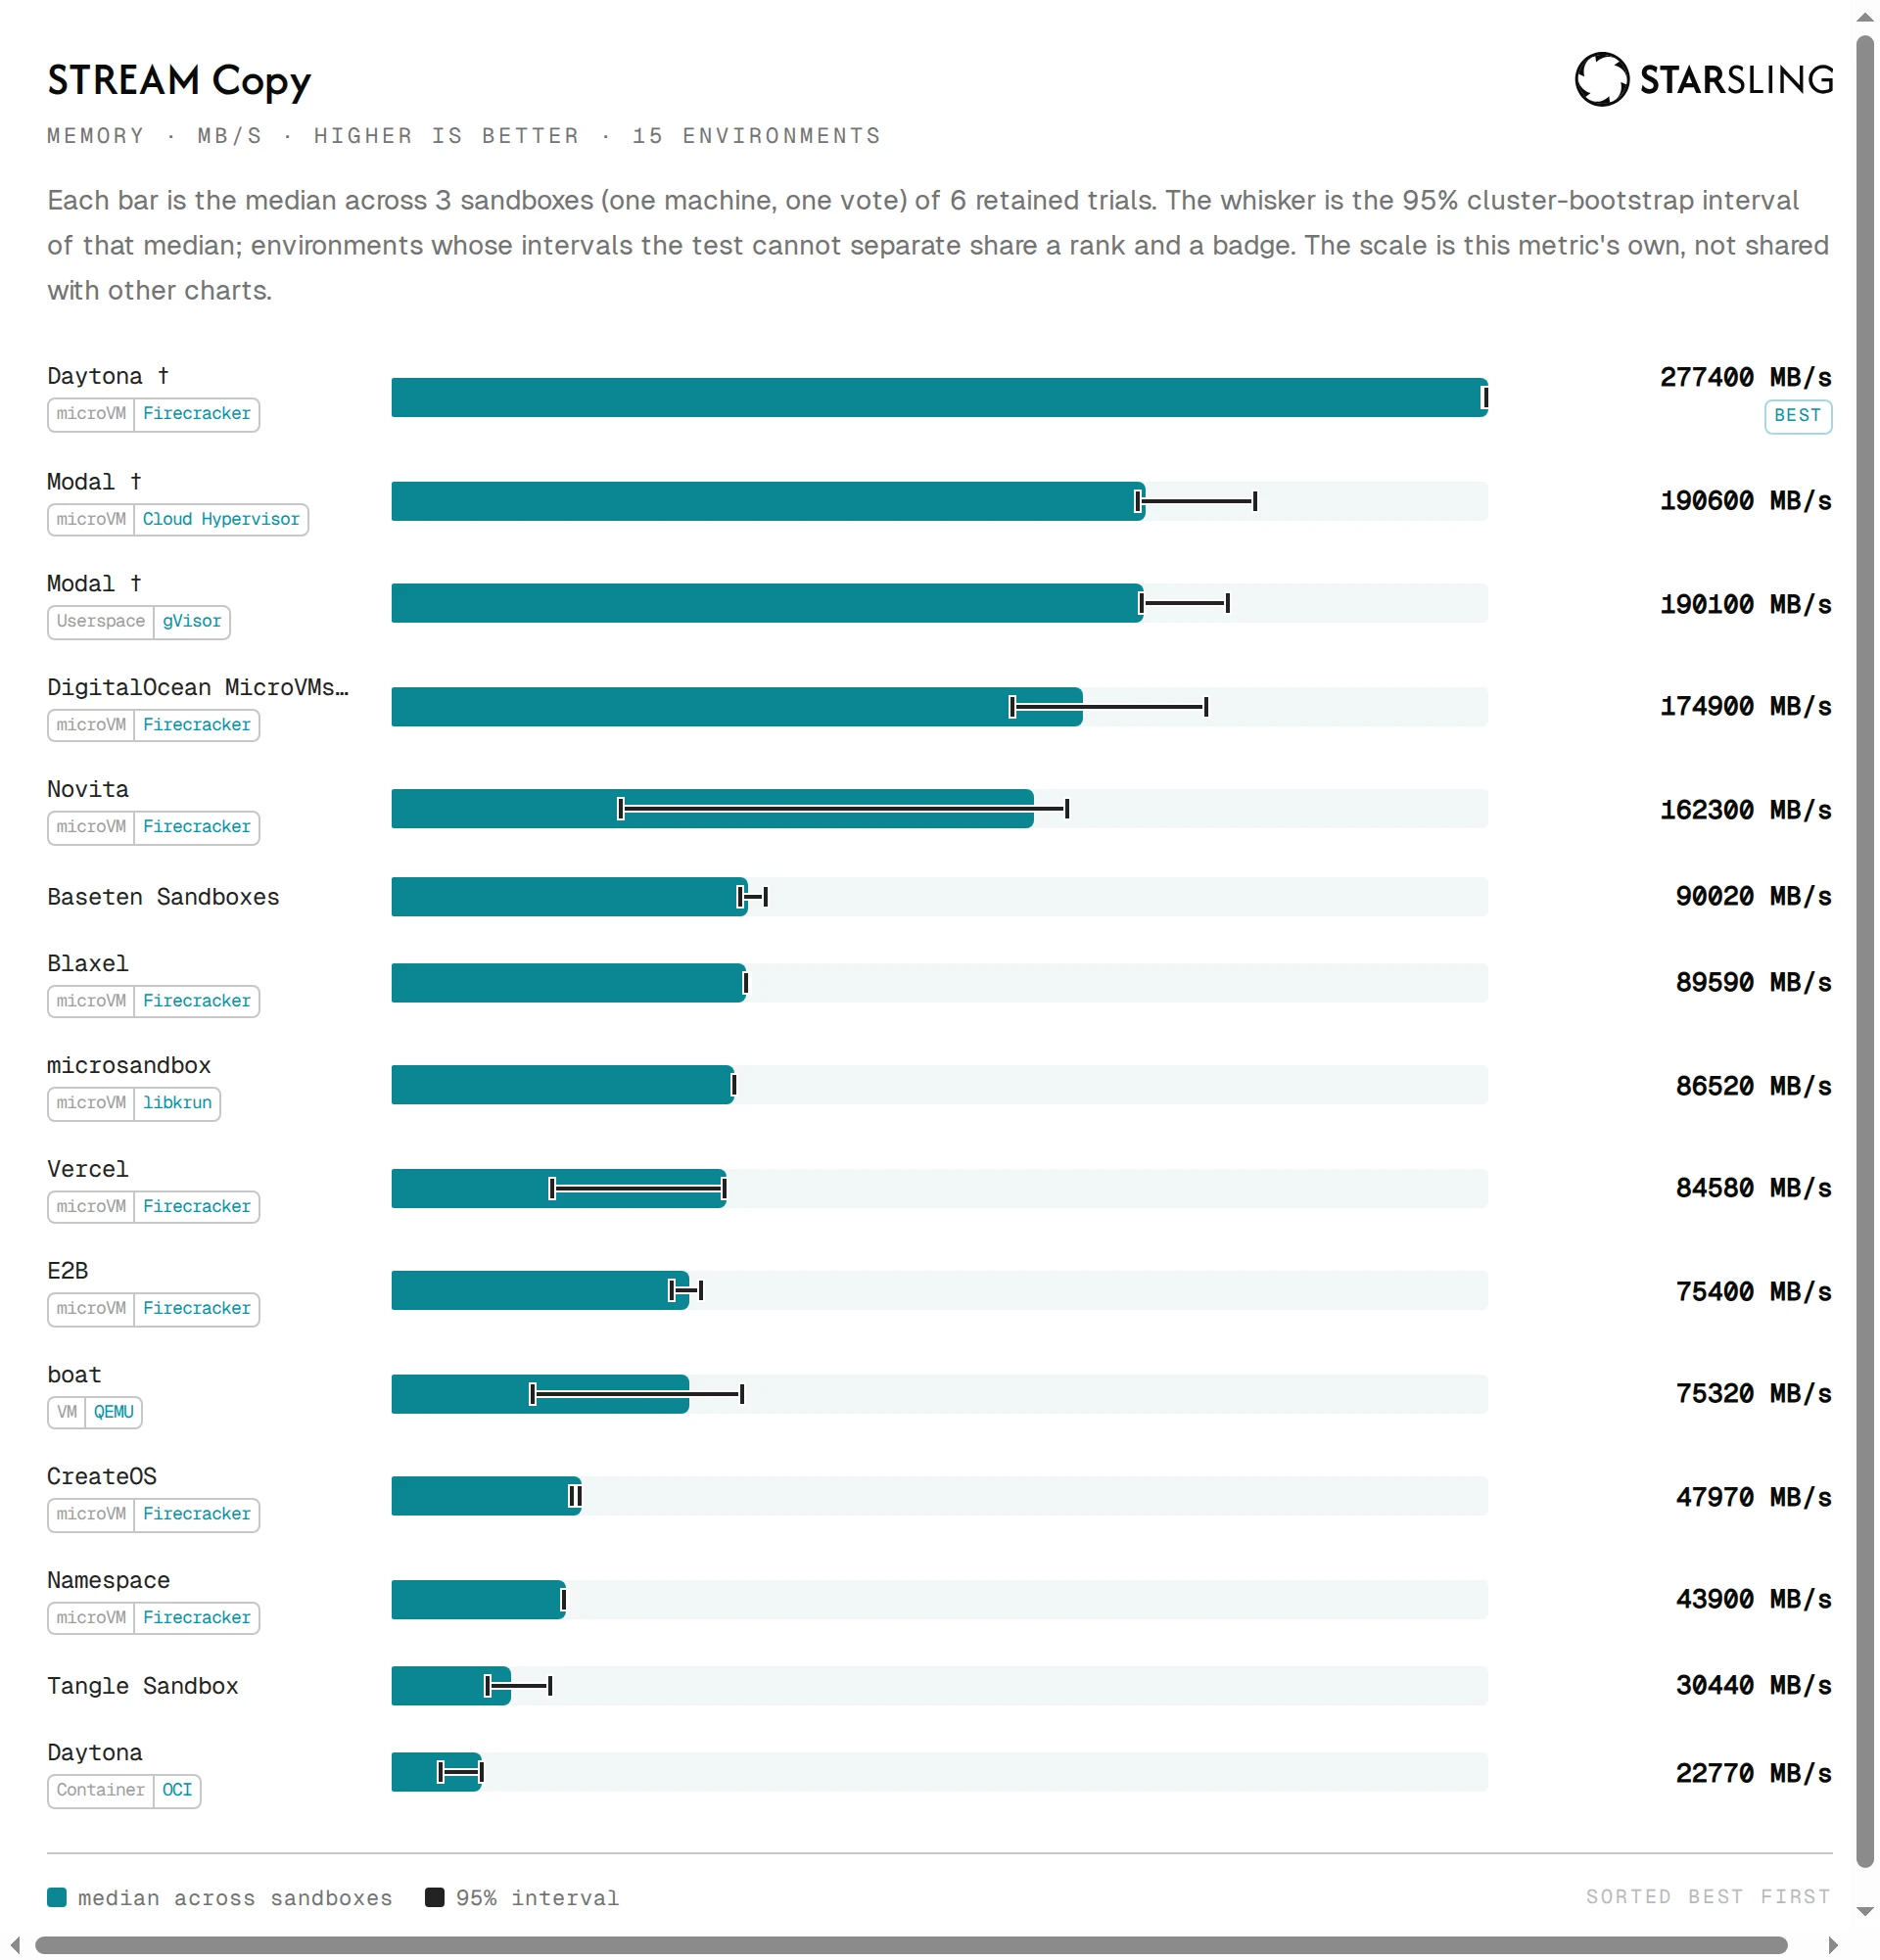 STREAM Copy
STARSLING
MEMORY · MB/S · HIGHER IS BETTER · 15 ENVIRONMENTS
Each bar is the median across 3 sandboxes (one machine, one vote) of 6 retained trials. The whisker is the 95% cluster-bootstrap interval
of that median; environments whose intervals the test cannot separate share a rank and a badge. The scale is this metric's own, not shared
with other charts.
Daytona †
microVM Firecracker
277400 MB/s
BEST
Modal †
microVM Cloud Hypervisor
190600 MB/s
Modal †
Userspace gVisor
190100 MB/s
DigitalOcean MicroVMs…
microVM Firecracker
174900 MB/s
Novita
microVM Firecracker
162300 MB/s
Baseten Sandboxes
90020 MB/s
Blaxel
microVM Firecracker
89590 MB/s
microsandbox
microVM libkrun
86520 MB/s
Vercel
microVM Firecracker
84580 MB/s
E2B
microVM Firecracker
75400 MB/s
boat
VM QEMU
75320 MB/s
CreateOS
microVM Firecracker
47970 MB/s
Namespace
microVM Firecracker
43900 MB/s
Tangle Sandbox
30440 MB/s
Daytona
Container OCI
22770 MB/s
median across sandboxes 95% interval
SORTED BEST FIRST